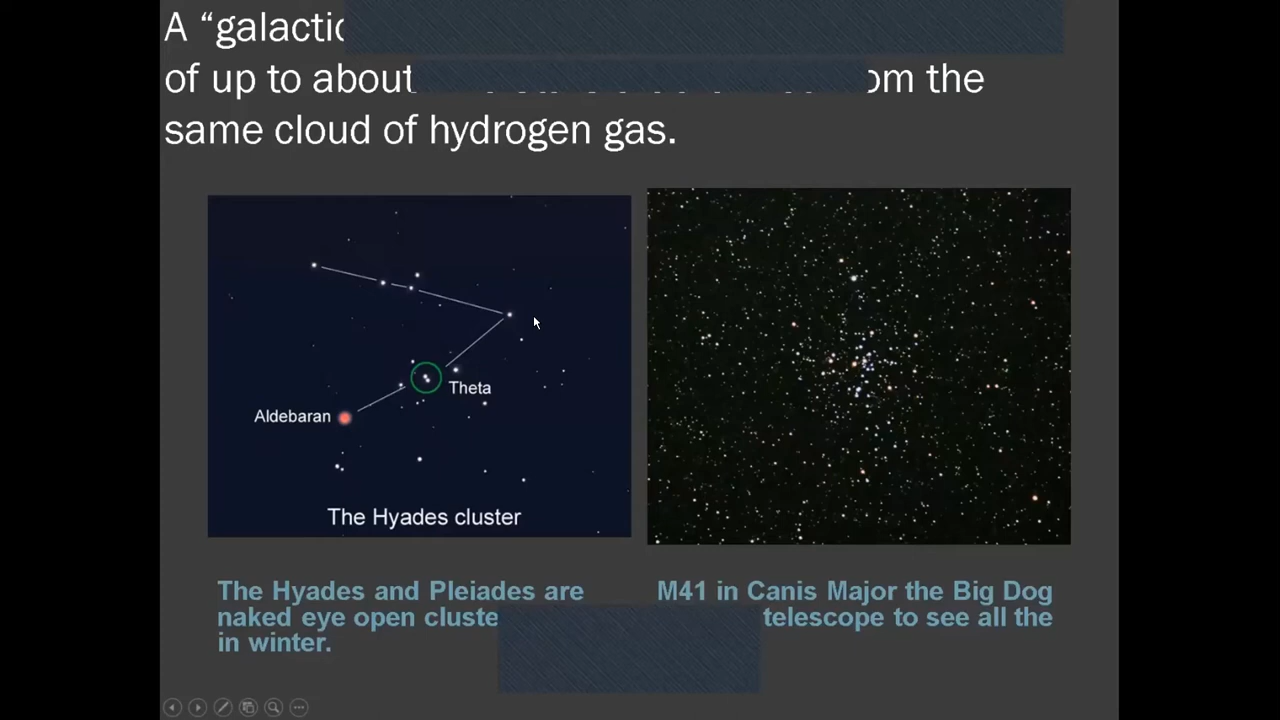 A “galactic
of up to about the
same cloud of hydrogen gas.
Theta
Aldebaran
The Hyades cluster
The Hyades and Pleiades are
naked eye open
in winter.
M41 in Canis Major the Big Dog
telescope to see all the